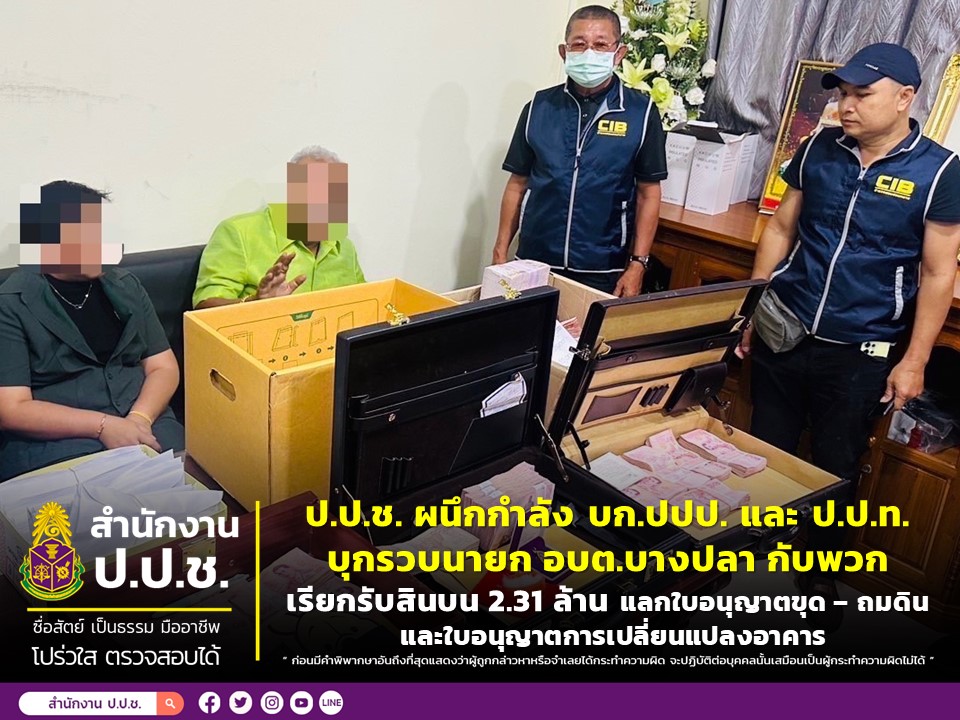 CIB
CIB
สำนักงาน
ป.ป.ช.
ซื่อสัตย์ เป็นธรรม มืออาชีพ
โปร่งใส ตรวจสอบได้
ป.ป.ช. ผนึกกำลัง บก.ปปป. และ ป.ป.ท.
บุกรวบนายก อบต.บางปลา กับพวก
เรียกรับสินบน 2.31 ล้าน แลกใบอนุญาตขุด – ถมดิน
และใบอนุญาตการเปลี่ยนแปลงอาคาร
" ก่อนมีคำพิพากษาอันถึงที่สุดแสดงว่าผู้ถูกกล่าวหาหรือจำเลยได้กระทำความผิด จะปฏิบัติต่อบุคคลนั้นเสมือนเป็นผู้กระทำความผิดไม่ได้ "
สำนักงาน ป.ป.ช.
LINE